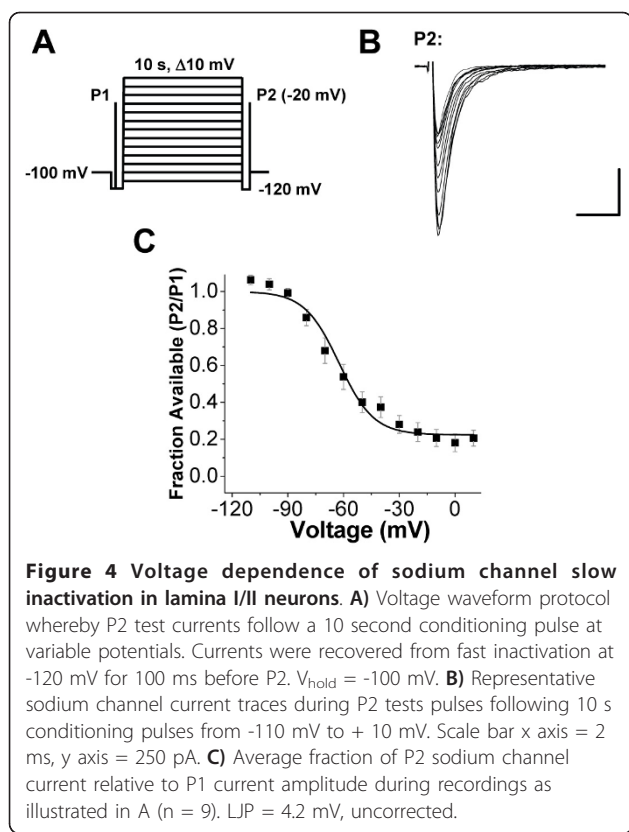 A
10 s, Δ10 mV
P1
P2 (-20 mV)
-100 mV
-120 mV
B
P2:
C
Fraction Available (P2/P1)
1.0
0.8
0.6
0.4
0.2
0.0
-120 -90 -60 -30 0
Voltage (mV)
Figure 4 Voltage dependence of sodium channel slow
inactivation in lamina I/II neurons. A) Voltage waveform protocol
whereby P2 test currents follow a 10 second conditioning pulse at
variable potentials. Currents were recovered from fast inactivation at
-120 mV for 100 ms before P2. Vhold = -100 mV. B) Representative
sodium channel current traces during P2 tests pulses following 10 s
conditioning pulses from -110 mV to + 10 mV. Scale bar x axis = 2
ms, y axis = 250 pA. C) Average fraction of P2 sodium channel
current relative to P1 current amplitude during recordings as
illustrated in A (n = 9). LJP = 4.2 mV, uncorrected.